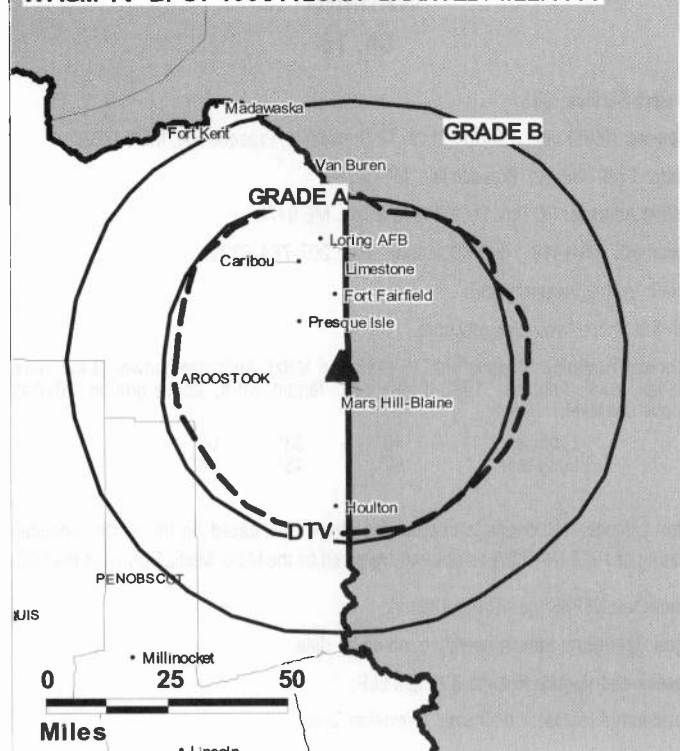 Madawaska
Fort Kent
GRADE B
Van Buren
GRADE A
Loring AFB
Caribou
Limestone
Fort Fairfield
Presque Isle
AROOSTOOK
Mars Hill-Blaine
Houlton
DTV
PENOBSCOT
Millinocket
0 25 50
Miles